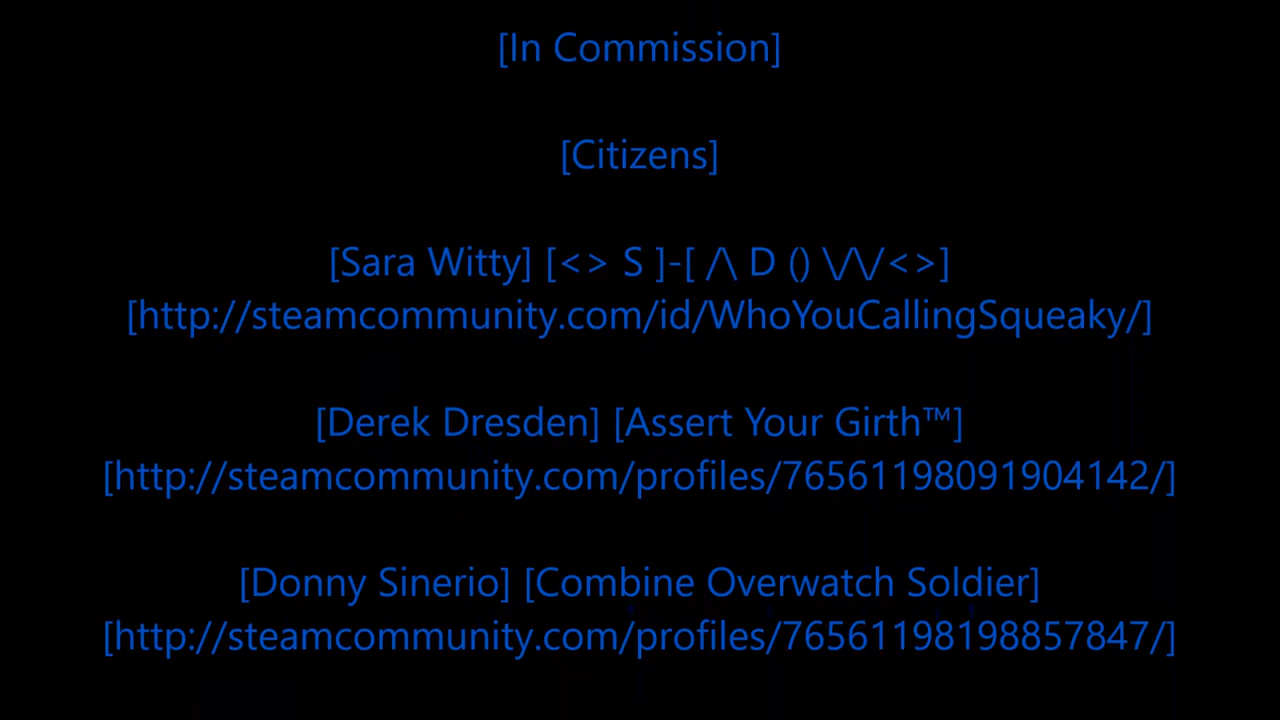 [In Commission]
[Citizens]
[Sara Witty] [<> S ]-[ /\ D () \/\/<>]
[http://steamcommunity.com/id/WhoYouCallingSqueaky/]
[Derek Dresden] [Assert Your Girth™]
[http://steamcommunity.com/profiles/76561198091904142/]
[Donny Sinerio] [Combine Overwatch Soldier]
[http://steamcommunity.com/profiles/76561198198857847/]